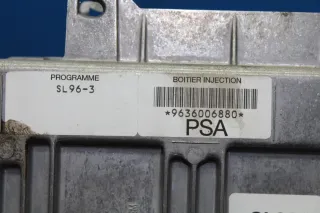 PROGRAMME
SL96-3
BOITIER INJECTION
*9636006880*
PSA